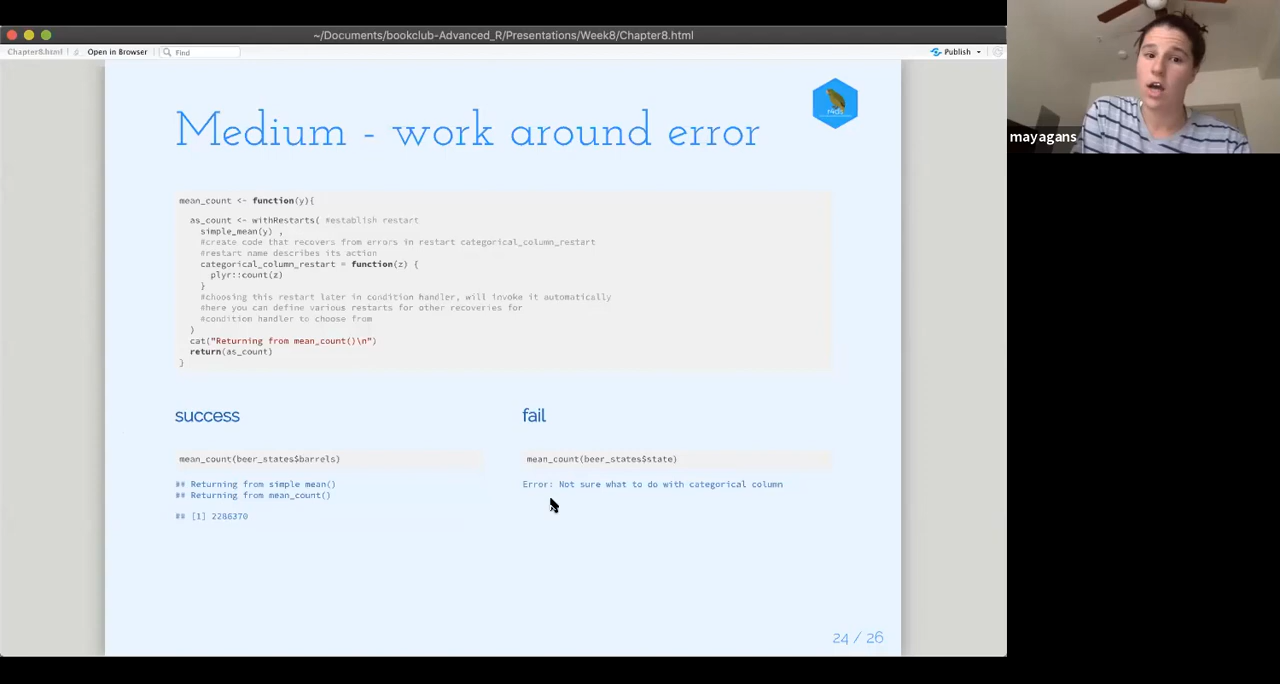 ~/Documents/bookclub-Advanced_R/Presentations/Week8/Chapter8.html
Chapter8.html
Open in Browser
Find
Publish
Medium - work around error
mean_count <- function(y){
as_count <- withRestarts( #establish restart
simple_mean(y) ,
#create code that recovers from errors in restart categorical_column_restart
#restart name describes its action
categorical_column_restart = function(z) {
plyr::count(z)
}
#choosing this restart later in condition handler, will invoke it automatically
#here you can define various restarts for other recoveries for
#condition handler to choose from
)
cat("Returning from mean_count()\n")
return(as_count)
}
success
fail
mean_count(beer_states$barrels)
mean_count(beer_states$state)
## Returning from simple mean()
## Returning from mean_count()
## [1] 2286370
Error: Not sure what to do with categorical column
24 / 26
mayagans